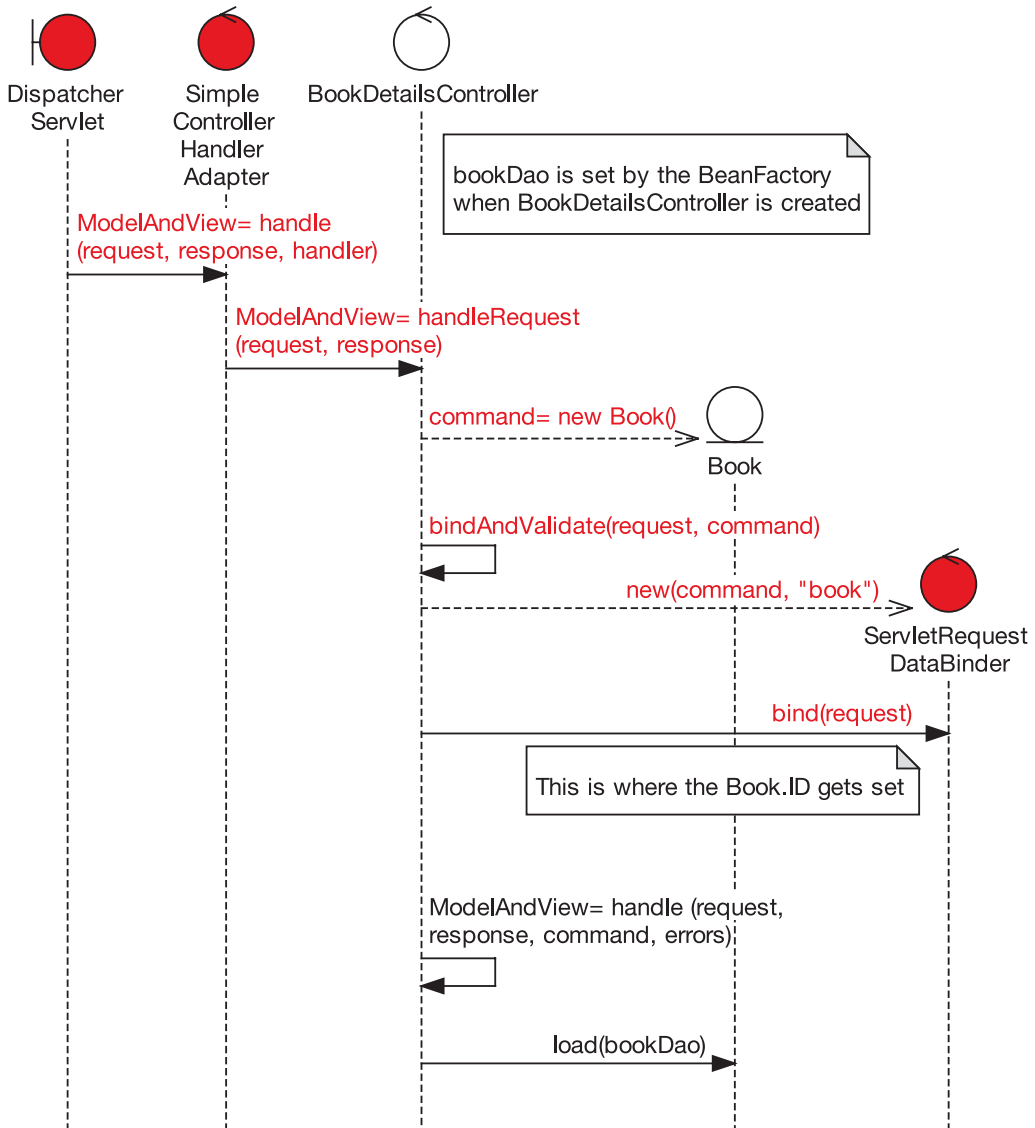 Dispatcher
Servlet
Simple
Controller
Handler
Adapter
BookDetailsController
bookDao is set by the BeanFactory
when BookDetailsController is created
ModelAndView= handle
(request, response, handler)
ModelAndView= handleRequest
(request, response)
command= new Book()
Book
bindAndValidate(request, command)
new(command, "book")
ServletRequest
DataBinder
bind(request)
This is where the Book.ID gets set
ModelAndView= handle (request,
response, command, errors)
load(bookDao)